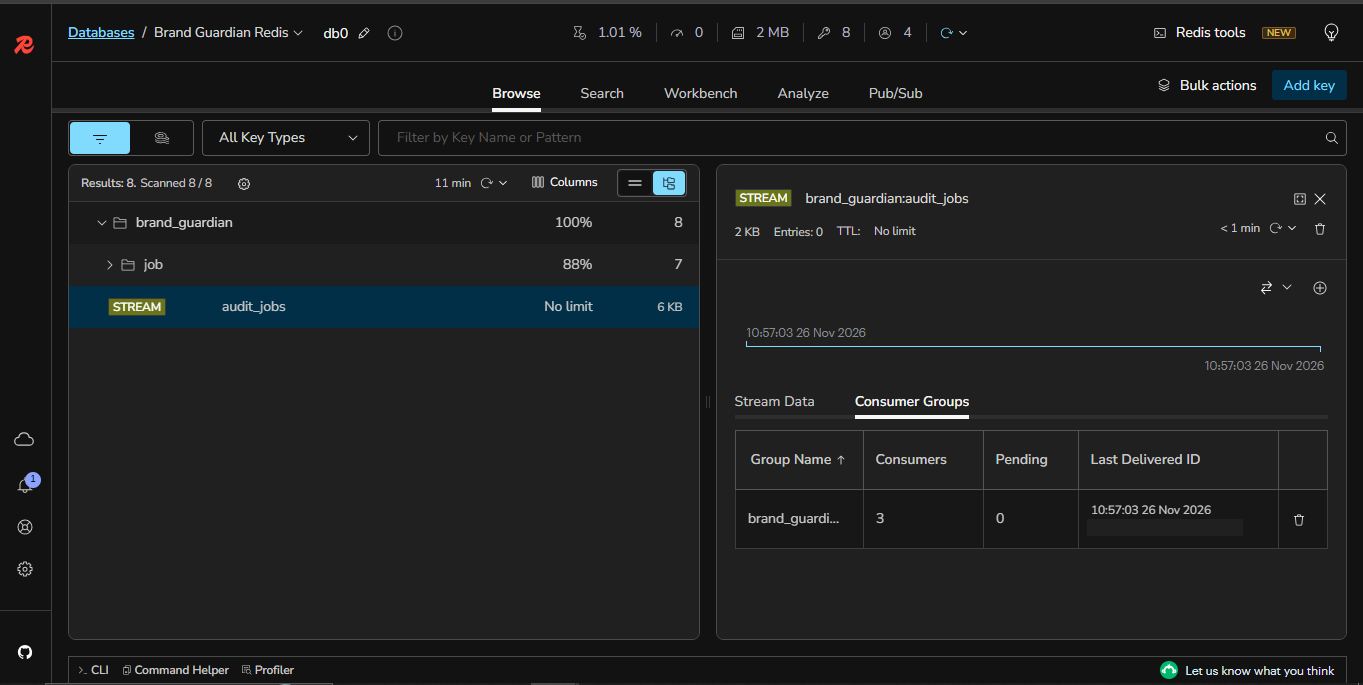 Databases / Brand Guardian Redis db0 1.01 % 0 2 MB 8 4 Redis tools NEW
Browse Search Workbench Analyze Pub/Sub Bulk actions Add key
All Key Types Filter by Key Name or Pattern
Results: 8. Scanned 8 / 8 11 min Columns
brand_guardian 100% 8
job 88% 7
STREAM audit_jobs No limit 6 KB
STREAM brand_guardian:audit_jobs
2 KB Entries: 0 TTL: No limit < 1 min
10:57:03 26 Nov 2026
10:57:03 26 Nov 2026
Stream Data Consumer Groups
Group Name Consumers Pending Last Delivered ID
brand_guardi... 3 0 10:57:03 26 Nov 2026
1
>_ CLI Command Helper Profiler Let us know what you think